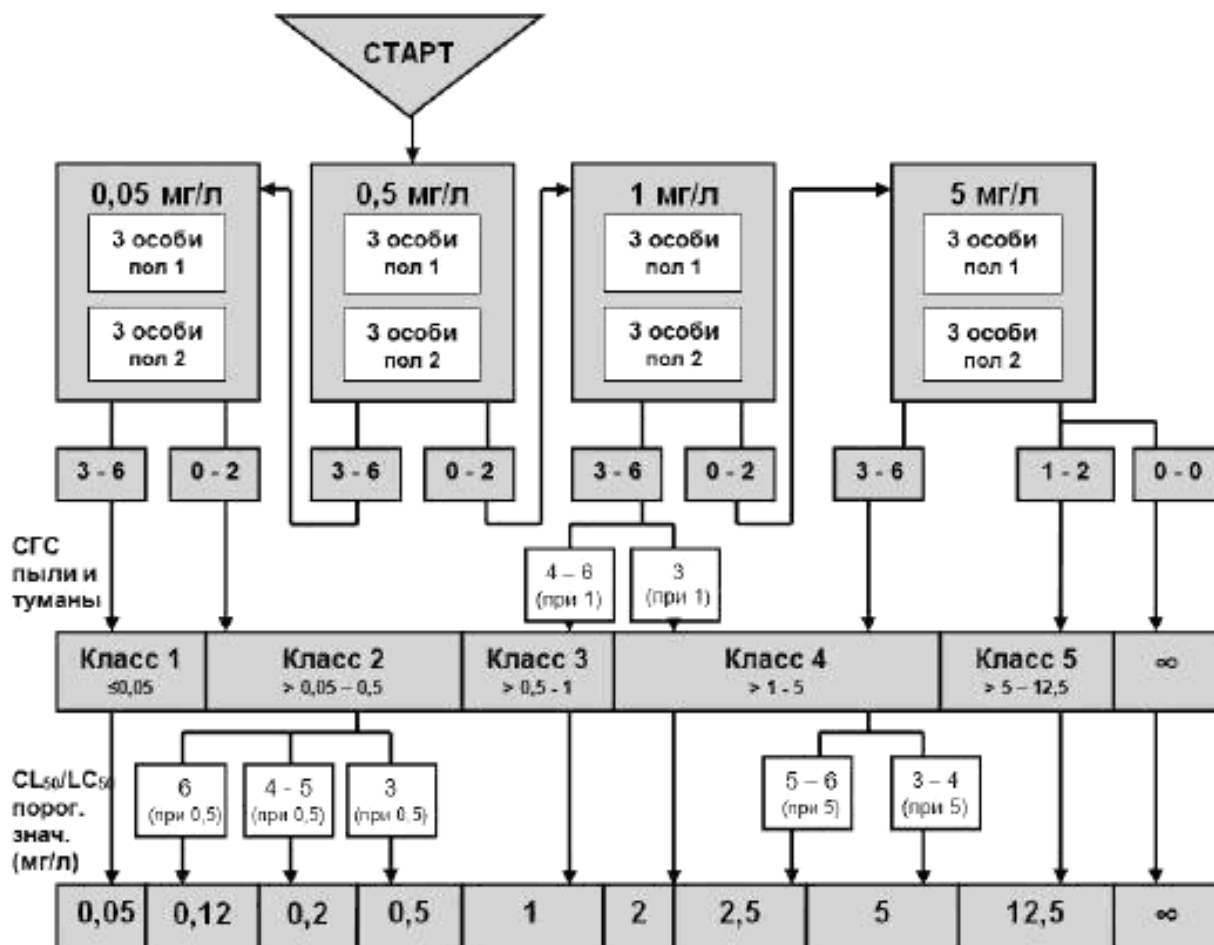 СТАРТ
0,05 мг/л
0,5 мг/л
1 мг/л
5 мг/л
3 особи
пол 1
3 особи
пол 1
3 особи
пол 1
3 особи
пол 1
3 особи
пол 2
3 особи
пол 2
3 особи
пол 2
3 особи
пол 2
3 - 6
0 - 2
3 - 6
0 - 2
3 - 6
0 - 2
3 - 6
1 - 2
0 - 0
СГС
пыли и
туманы
4 – 6
(при 1)
3
(при 1)
Класс 1
≤0,05
Класс 2
> 0,05 – 0,5
Класс 3
> 0,5 - 1
Класс 4
> 1 - 5
Класс 5
> 5 – 12,5
∞
CL50/LC50
порог.
знач.
(мг/л)
6
(при 0,5)
4 - 5
(при 0,5)
3
(при 0,5)
5 – 6
(при 5)
3 – 4
(при 5)
0,05
0,12
0,2
0,5
1
2
2,5
5
12,5
∞